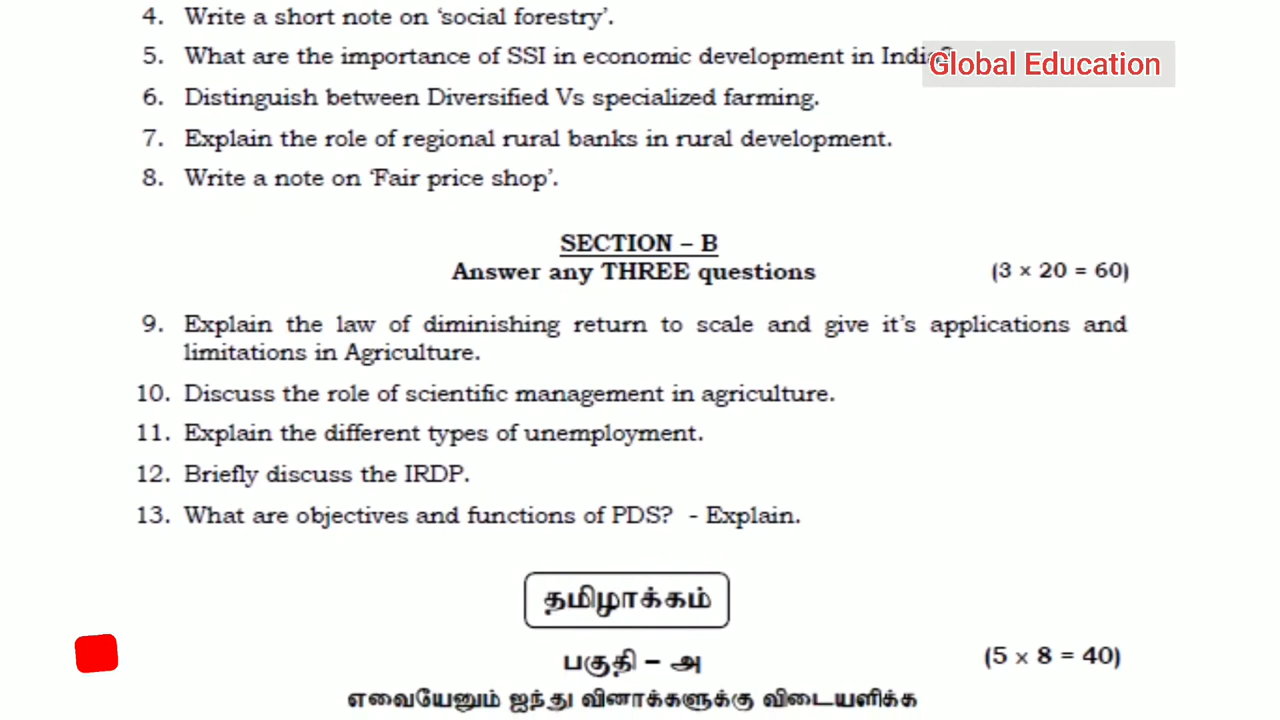 4. Write a short note on ‘social forestry’.
5. What are the importance of SSI in economic development in India?
Global Education
6. Distinguish between Diversified Vs specialized farming.
7. Explain the role of regional rural banks in rural development.
8. Write a note on ‘Fair price shop’.
SECTION – B
Answer any THREE questions (3 × 20 = 60)
9. Explain the law of diminishing return to scale and give it’s applications and
limitations in Agriculture.
10. Discuss the role of scientific management in agriculture.
11. Explain the different types of unemployment.
12. Briefly discuss the IRDP.
13. What are objectives and functions of PDS? - Explain.
தமிழாக்கம்
பகுதி – அ (5 × 8 = 40)
எவையேனும் ஐந்து வினாக்களுக்கு விடையளிக்க